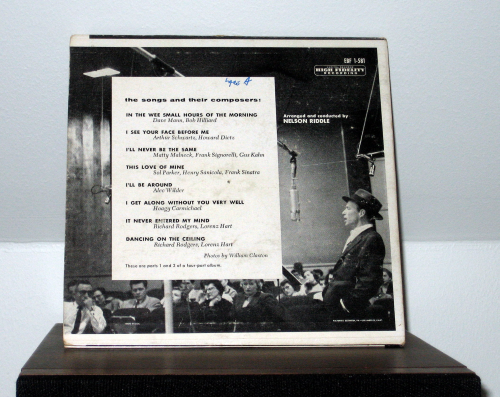 EBF 1-581
HIGH FIDELITY
RECORDING
the songs and their composers:
IN THE WEE SMALL HOURS OF THE MORNING
Dave Mann, Bob Hilliard
I SEE YOUR FACE BEFORE ME
Arthur Schwartz, Howard Dietz
I'LL NEVER BE THE SAME
Matty Malneck, Frank Signorelli, Gus Kahn
THIS LOVE OF MINE
Sol Parker, Henry Sanicola, Frank Sinatra
I'LL BE AROUND
Alec Wilder
I GET ALONG WITHOUT YOU VERY WELL
Hoagy Carmichael
IT NEVER ENTERED MY MIND
Richard Rodgers, Lorenz Hart
DANCING ON THE CEILING
Richard Rodgers, Lorenz Hart
Photos by William Claxton
These are parts 1 and 2 of a four-part album.
Arranged and conducted by
NELSON RIDDLE